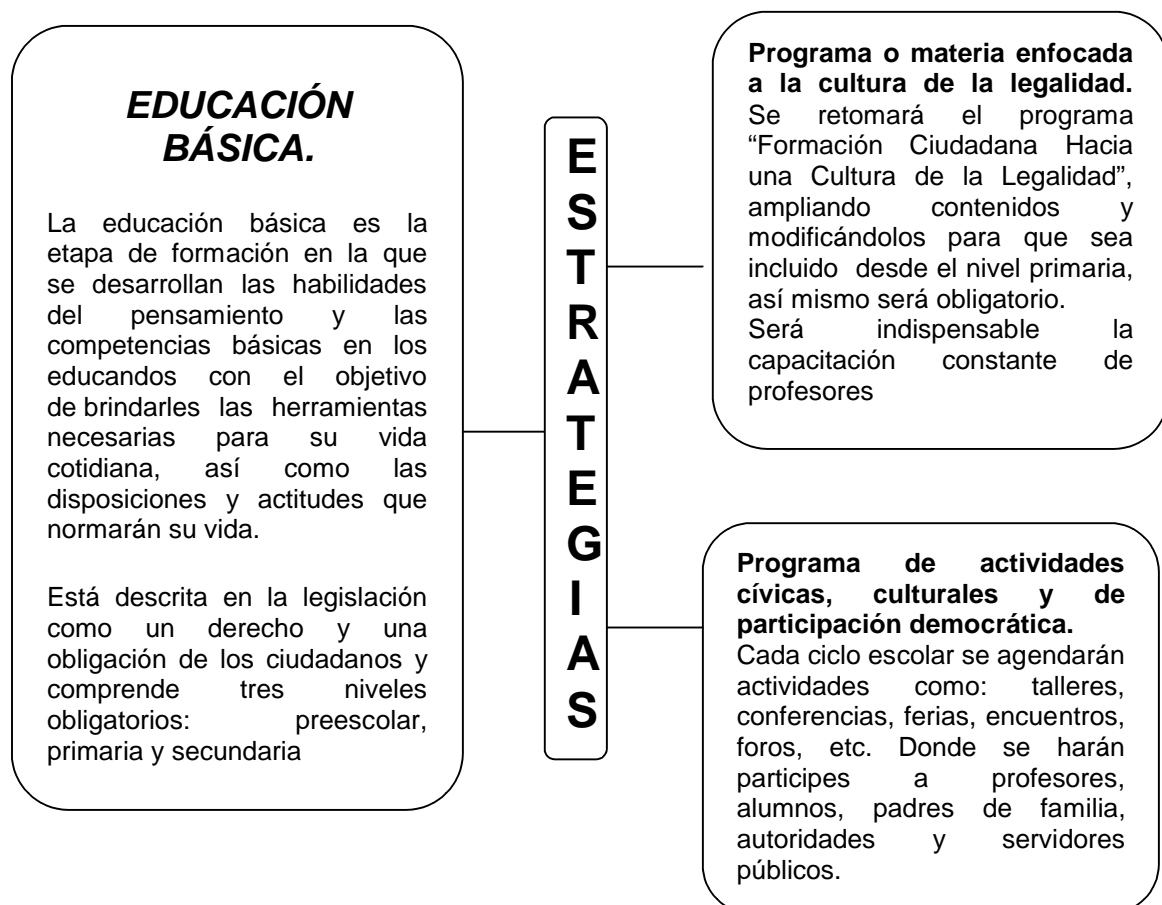 EDUCACIÓN
BÁSICA.
La educación básica es la
etapa de formación en la que
se desarrollan las habilidades
del pensamiento y las
competencias básicas en los
educandos con el objetivo
de brindarles las herramientas
necesarias para su vida
cotidiana, así como las
disposiciones y actitudes que
normarán su vida.
Está descrita en la legislación
como un derecho y una
obligación de los ciudadanos y
comprende tres niveles
obligatorios: preescolar,
primaria y secundaria
E
S
T
R
A
T
E
G
I
A
S
Programa o materia enfocada
a la cultura de la legalidad.
Se retomará el programa
“Formación Ciudadana Hacia
una Cultura de la Legalidad”,
ampliando contenidos y
modificándolos para que sea
incluido desde el nivel primaria,
así mismo será obligatorio.
Será indispensable la
capacitación constante de
profesores
Programa de actividades
cívicas, culturales y de
participación democrática.
Cada ciclo escolar se agendarán
actividades como: talleres,
conferencias, ferias, encuentros,
foros, etc. Donde se harán
participes a profesores,
alumnos, padres de familia,
autoridades y servidores
públicos.